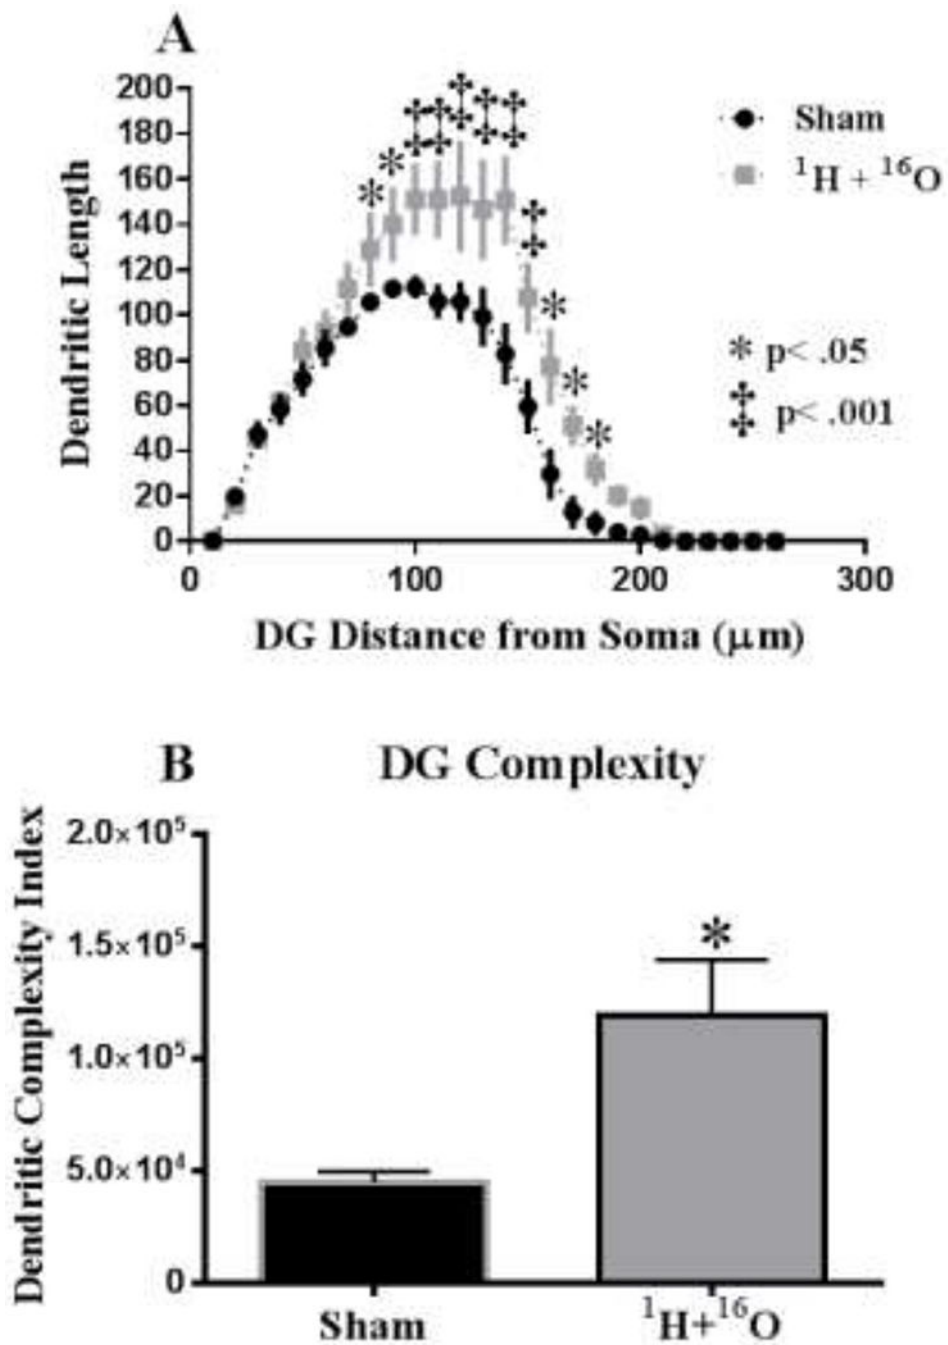 A
200
180
160
140
120
100
80
60
40
20
0
Dendritic Length
* * ‡ ‡ ‡ ‡ ‡ ‡ * * *
Sham
¹H + ¹⁶O
* p< .05
‡ p< .001
0 100 200 300
DG Distance from Soma (μm)
B DG Complexity
Dendritic Complexity Index
2.0×10⁵
1.5×10⁵
1.0×10⁵
5.0×10⁴
0
*
Sham ¹H+¹⁶O